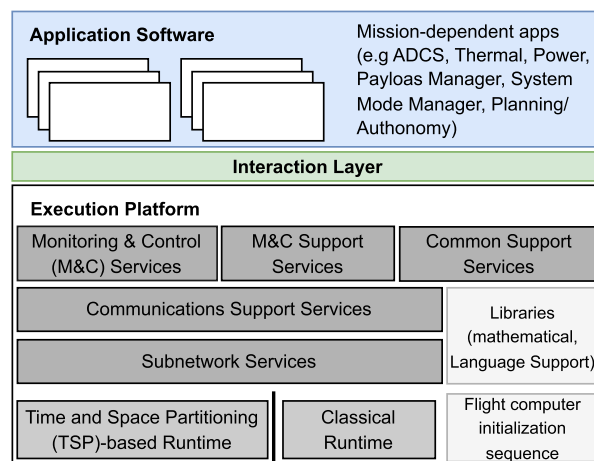 Application Software
Mission-dependent apps
(e.g ADCS, Thermal, Power,
Payloas Manager, System
Mode Manager, Planning/
Authonomy)
Interaction Layer
Execution Platform
Monitoring & Control
(M&C) Services
M&C Support
Services
Common Support
Services
Communications Support Services
Subnetwork Services
Libraries
(mathematical,
Language Support)
Time and Space Partitioning
(TSP)-based Runtime
Classical
Runtime
Flight computer
initialization
sequence